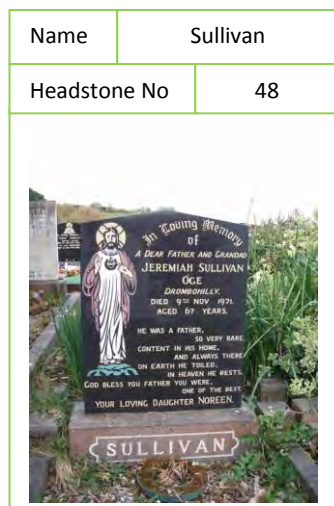 Name Sullivan
Headstone No 48
In Loving Memory
of
A DEAR FATHER AND GRANDAD
JEREMIAH SULLIVAN
OGE
DROMBOHILLY.
DIED 9TH NOV 1971.
AGED 67 YEARS.
HE WAS A FATHER,
SO VERY RARE
CONTENT IN HIS HOME,
AND ALWAYS THERE
ON EARTH HE TOILED,
IN HEAVEN HE RESTS.
GOD BLESS YOU FATHER YOU WERE,
ONE OF THE BEST.
YOUR LOVING DAUGHTER NOREEN.
SULLIVAN